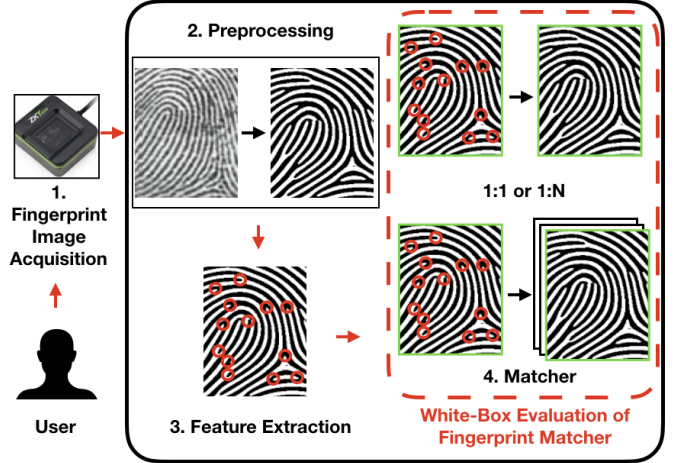 2. Preprocessing
ZKTeco
1.
Fingerprint
Image
Acquisition
1:1 or 1:N
4. Matcher
3. Feature Extraction
User
White-Box Evaluation of
Fingerprint Matcher